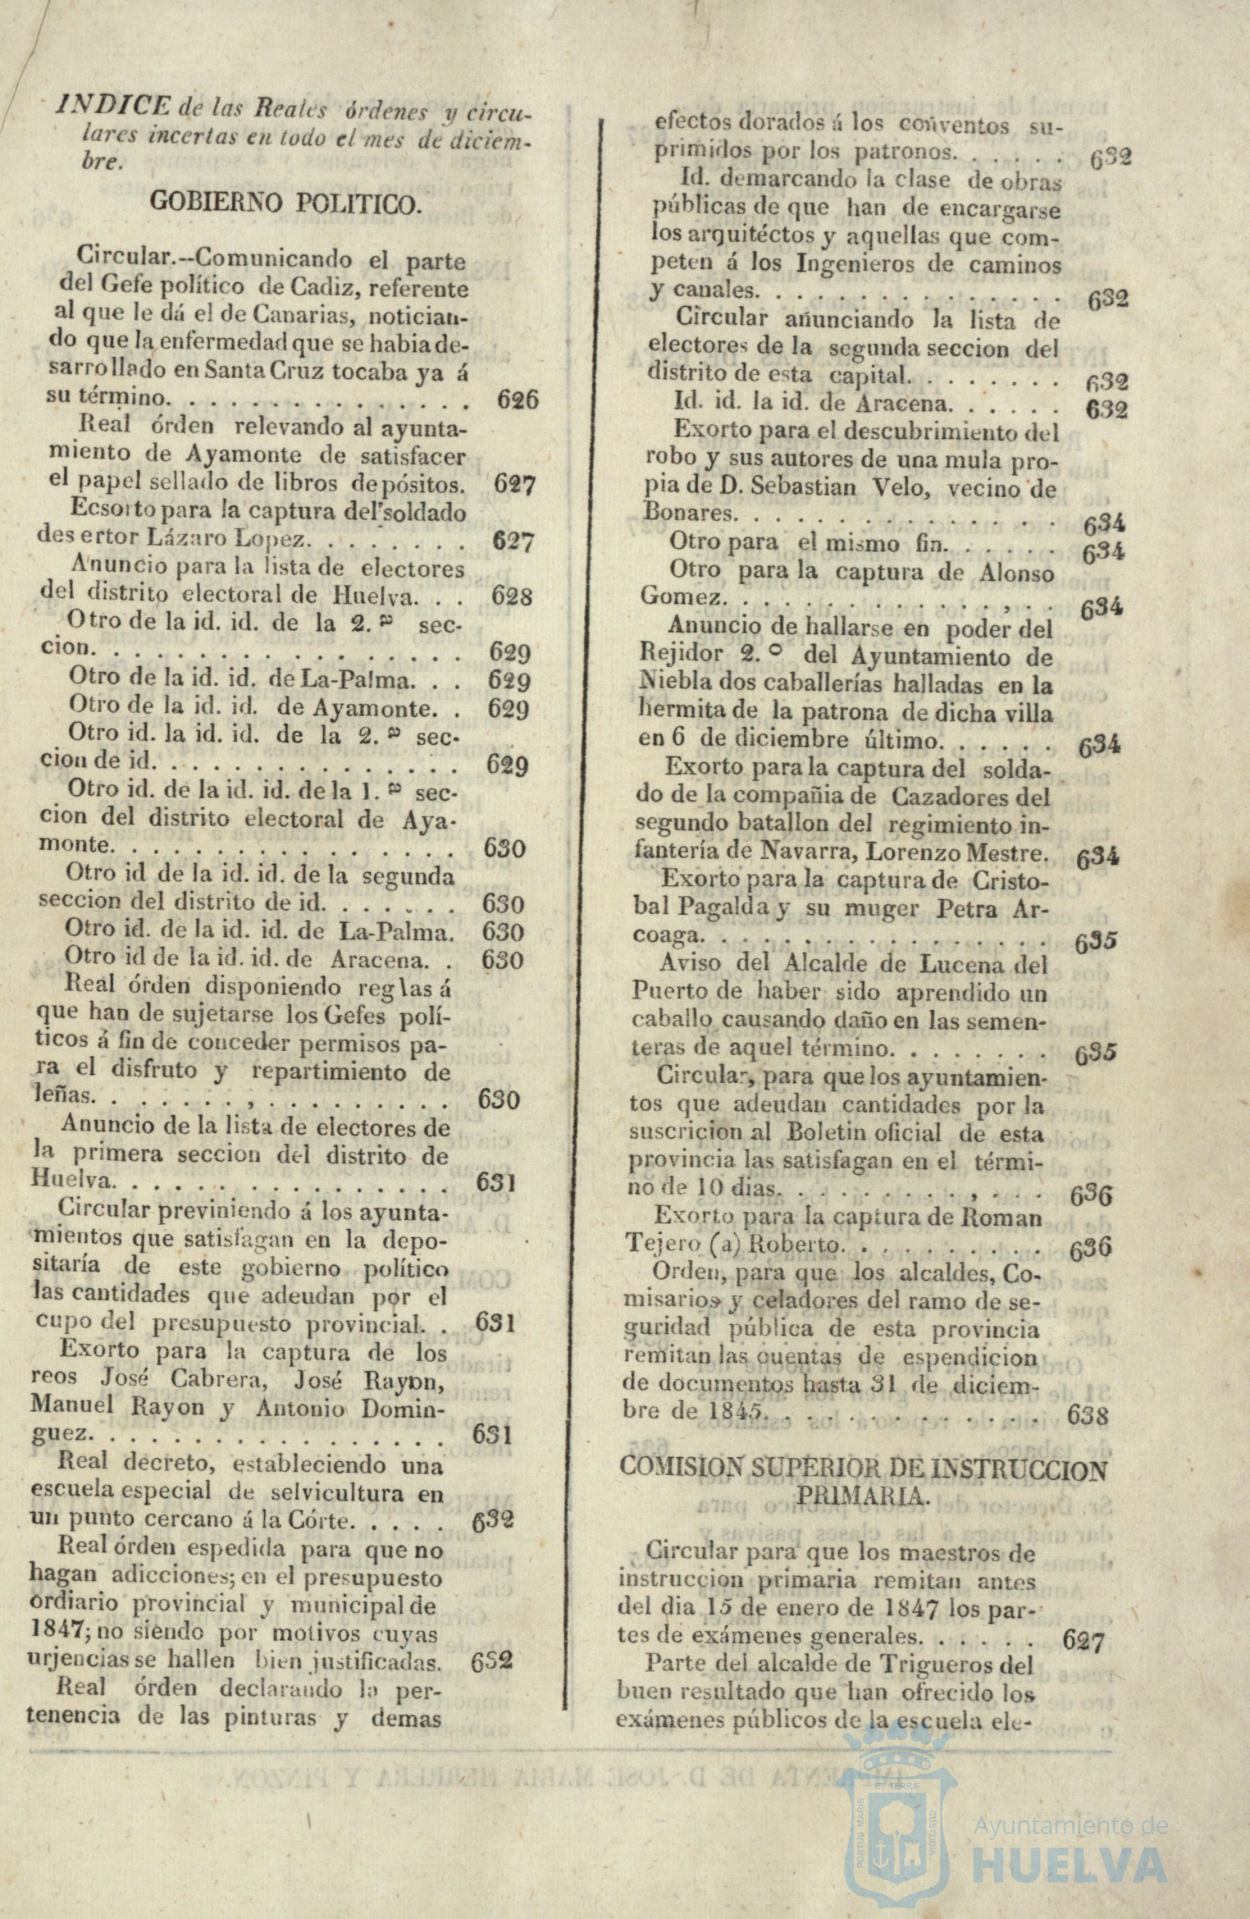 INDICE de las Reales órdenes y circu-
lares incertas en todo el mes de diciem-
bre.
GOBIERNO POLITICO.
Circular.--Comunicando el parte
del Gefe político de Cadiz, referente
al que le dá el de Canarias, notician-
do que la enfermedad que se habia de-
sarrollado en Santa Cruz tocaba ya á
su término. . . . . . . . . . . . . . . 626
Real órden relevando al ayunta-
miento de Ayamonte de satisfacer
el papel sellado de libros depósitos. 627
Ecsorto para la captura del soldado
des ertor Lázaro Lopez. . . . . . . . 627
Anuncio para la lista de electores
del distrito electoral de Huelva. . . 628
Otro de la id. id. de la 2.ª sec-
cion. . . . . . . . . . . . . . . . . 629
Otro de la id. id. de La-Palma. . . 629
Otro de la id. id. de Ayamonte. . 629
Otro id. la id. id. de la 2.ª sec-
cion de id. . . . . . . . . . . . . . 629
Otro id. de la id. id. de la 1.ª sec-
cion del distrito electoral de Aya-
monte. . . . . . . . . . . . . . . . . 630
Otro id de la id. id. de la segunda
seccion del distrito de id. . . . . . . 630
Otro id. de la id. id. de La-Palma. 630
Otro id de la id. id. de Aracena. . 630
Real órden disponiendo reglas á
que han de sujetarse los Gefes polí-
ticos á fin de conceder permisos pa-
ra el disfruto y repartimiento de
leñas. . . . . . . , . . . . . . . . . 630
Anuncio de la lista de electores de
la primera seccion del distrito de
Huelva. . . . . . . . . . . . . . . . 631
Circular previniendo á los ayunta-
mientos que satisfagan en la depo-
sitaría de este gobierno político
las cantidades que adeudan por el
cupo del presupuesto provincial. . 631
Exorto para la captura de los
reos José Cabrera, José Rayon,
Manuel Rayon y Antonio Domin-
guez. . . . . . . . . . . . . . . . . 631
Real decreto, estableciendo una
escuela especial de selvicultura en
un punto cercano á la Córte. . . . . 632
Real órden espedida para que no
hagan adicciones; en el presupuesto
ordiario provincial y municipal de
1847; no siendo por motivos cuyas
urjencias se hallen bien justificadas. 632
Real órden declarando la per-
tenencia de las pinturas y demas
efectos dorados á los conventos su-
primidos por los patronos. . . . . . 632
Id. demarcando la clase de obras
públicas de que han de encargarse
los arquitéctos y aquellas que com-
peten á los Ingenieros de caminos
y canales. . . . . . . . . . . . . . 632
Circular anunciando la lista de
electores de la segunda seccion del
distrito de esta capital. . . . . . . . 632
Id. id. la id. de Aracena. . . . . . 632
Exorto para el descubrimiento del
robo y sus autores de una mula pro-
pia de D. Sebastian Velo, vecino de
Bonares. . . . . . . . . . . . . . . 634
Otro para el mismo fin. . . . . . 634
Otro para la captura de Alonso
Gomez. . . . . . . . . . . . . , . . 634
Anuncio de hallarse en poder del
Rejidor 2.º del Ayuntamiento de
Niebla dos caballerías halladas en la
hermita de la patrona de dicha villa
en 6 de diciembre último. . . . . . 634
Exorto para la captura del solda-
do de la compañia de Cazadores del
segundo batallon del regimiento in-
fantería de Navarra, Lorenzo Mestre. 634
Exorto para la captura de Cristo-
bal Pagalda y su muger Petra Ar-
coaga. . . . . . . . . . . . . . . . . 635
Aviso del Alcalde de Lucena del
Puerto de haber sido aprendido un
caballo causando daño en las semen-
teras de aquel término. . . . . . . . 635
Circular, para que los ayuntamien-
tos que adeudan cantidades por la
suscricion al Boletin oficial de esta
provincia las satisfagan en el térmi-
no de 10 dias. . . . . . . . . , . . . 636
Exorto para la captura de Roman
Tejero (a) Roberto. . . . . . . . . . 636
Orden, para que los alcaldes, Co-
misarios y celadores del ramo de se-
guridad pública de esta provincia
remitan las cuentas de espendicion
de documentos hasta 31 de diciem-
bre de 1845. . . . . . . . . . . . . 638
COMISION SUPERIOR DE INSTRUCCION
PRIMARIA.
Circular para que los maestros de
instruccion primaria remitan antes
del dia 15 de enero de 1847 los par-
tes de exámenes generales. . . . . . 627
Parte del alcalde de Trigueros del
buen resultado que han ofrecido los
exámenes públicos de la escuela ele-
ET TERRÆ
PORTUS MARIS
CUSTODIA
Ayuntamiento de
HUELVA